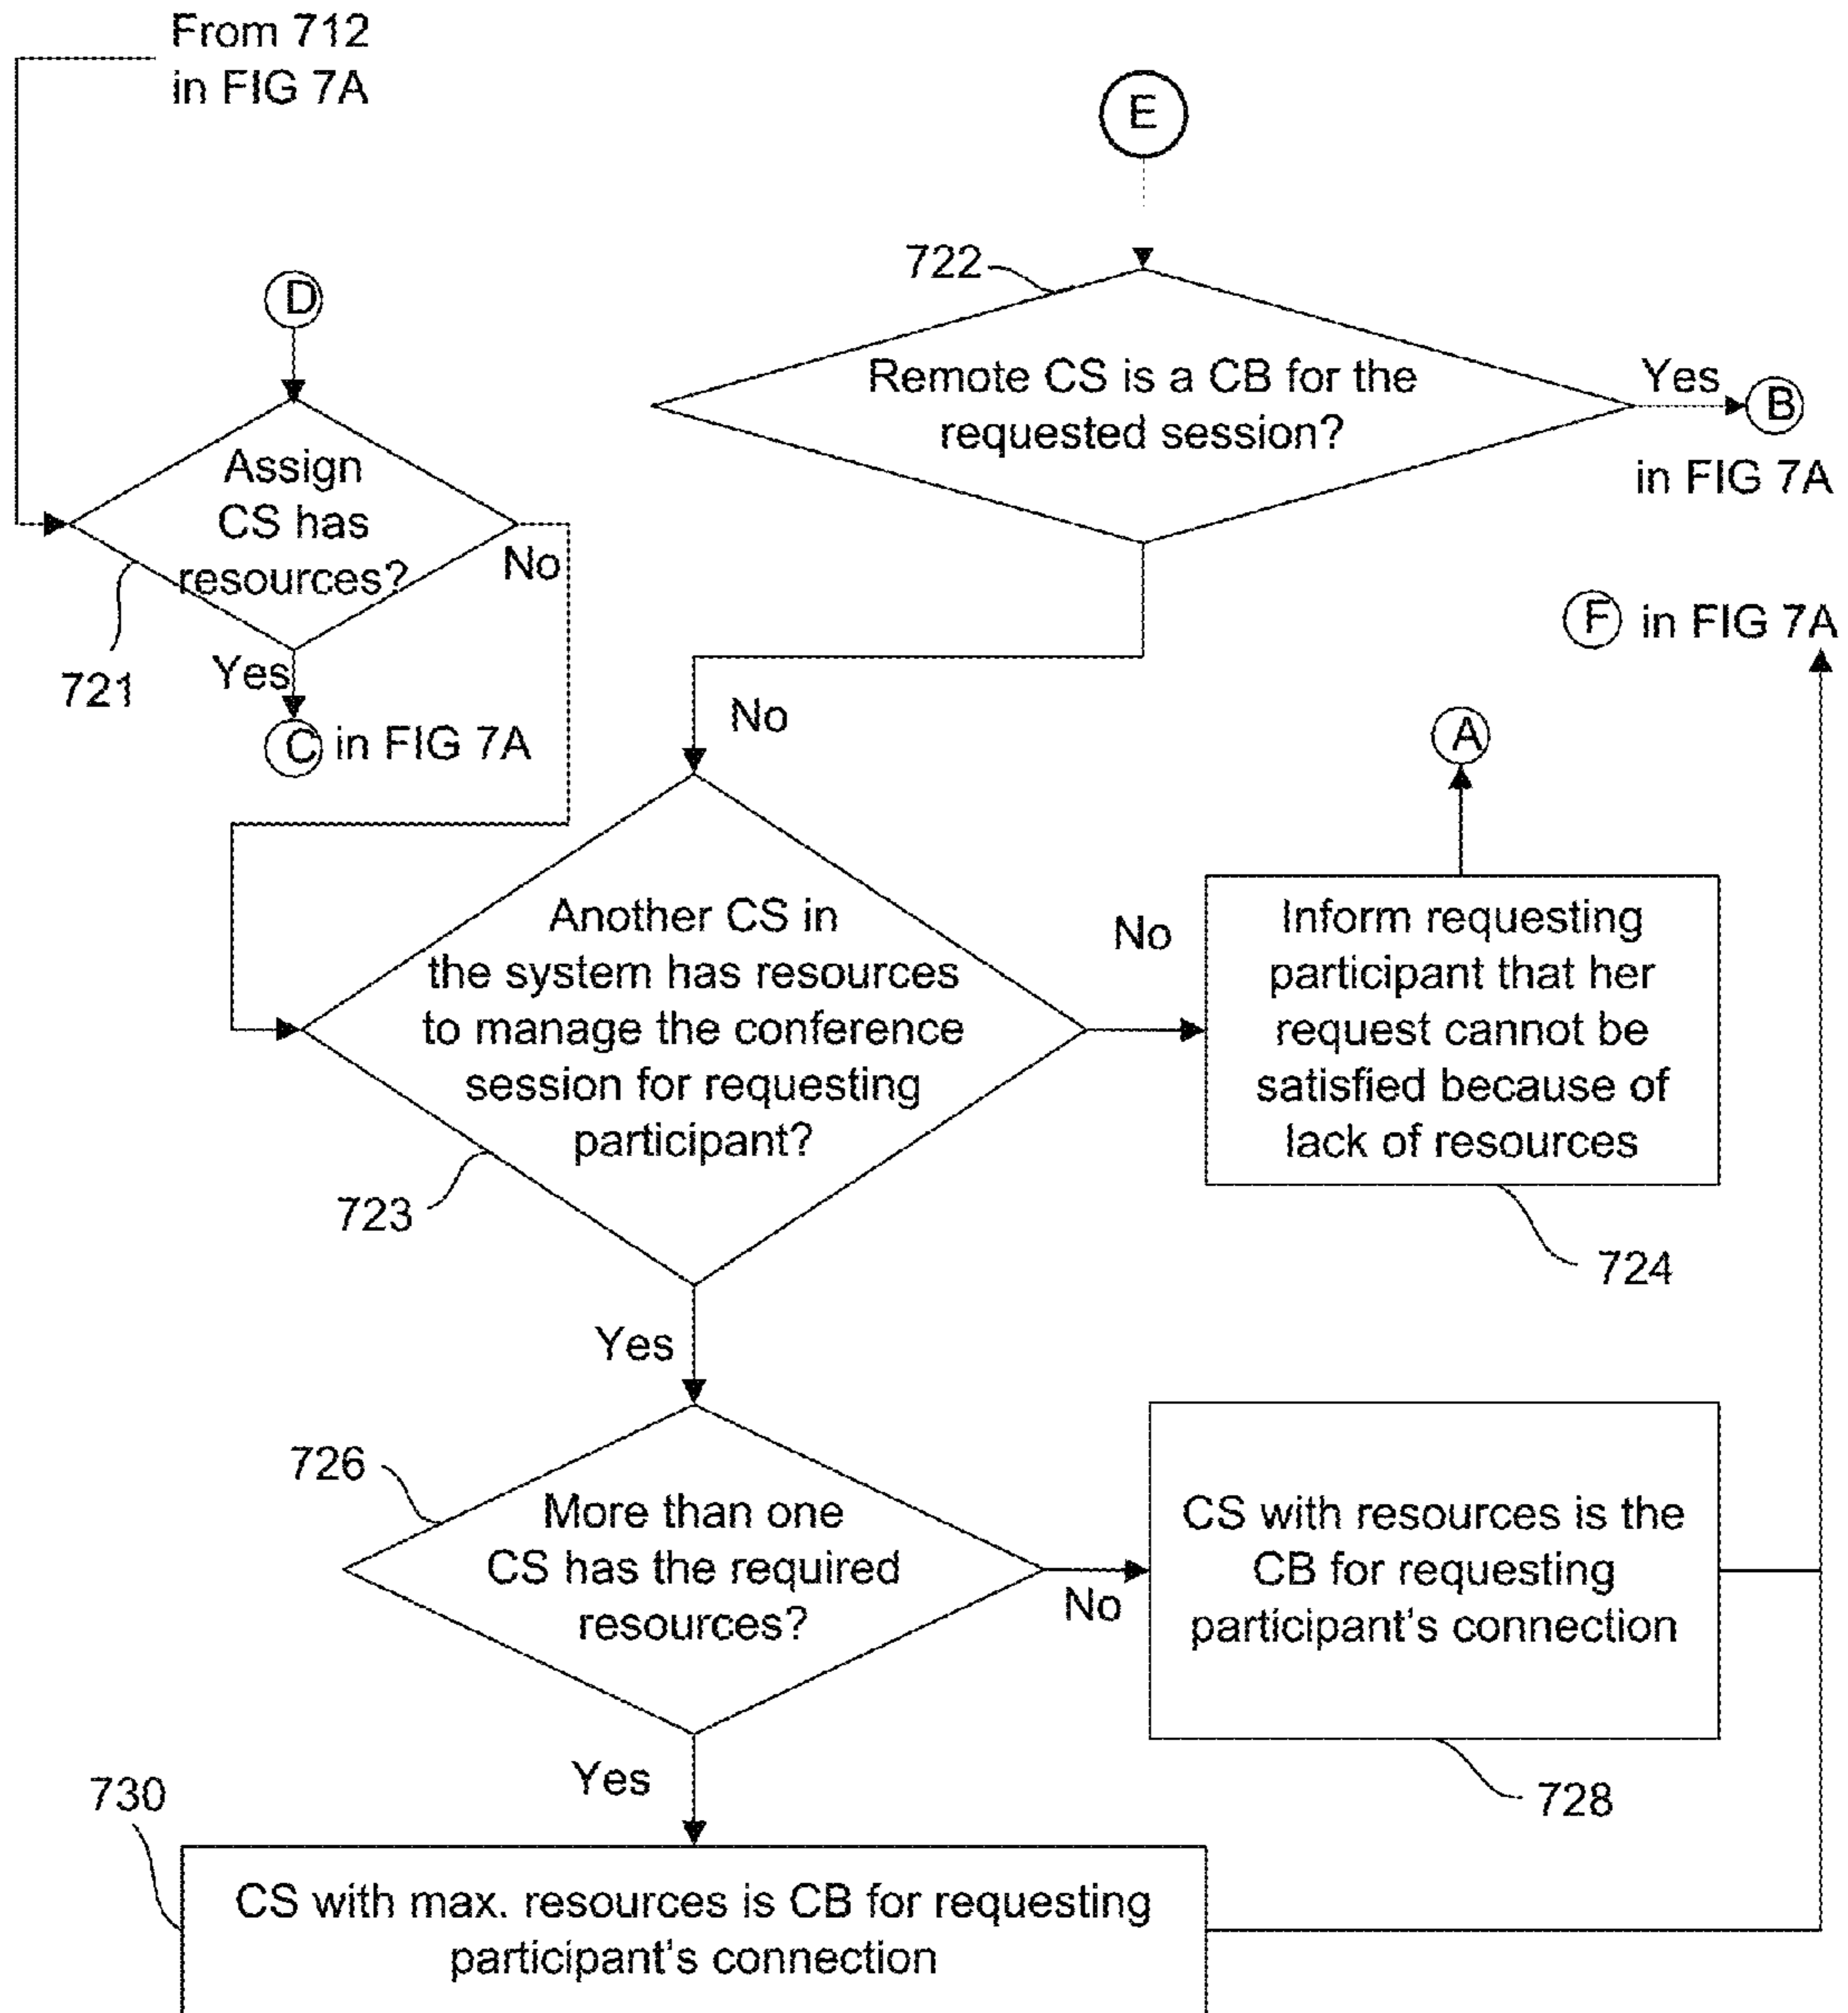 From 712
in FIG 7A
E
722
D
Remote CS is a CB for the
requested session?
Yes
B
in FIG 7A
Assign
CS has
resources?
No
721
Yes
C in FIG 7A
F in FIG 7A
No
A
Another CS in
the system has resources
to manage the conference
session for requesting
participant?
No
Inform requesting
participant that her
request cannot be
satisfied because of
lack of resources
723
724
Yes
726
More than one
CS has the required
resources?
No
CS with resources is the
CB for requesting
participant's connection
728
Yes
730
CS with max. resources is CB for requesting
participant's connection